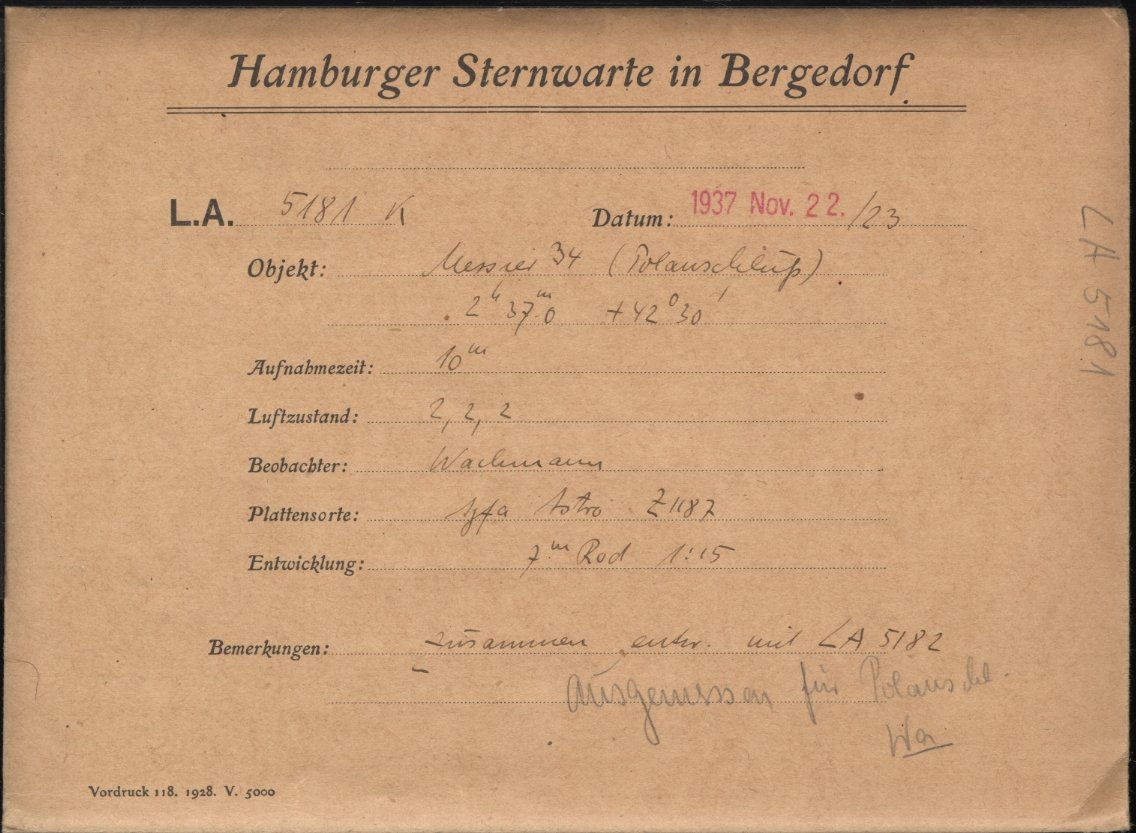 Hamburger Sternwarte in Bergedorf
L.A. 5181 K Datum: 1937 Nov. 22. /23
Objekt: Messier 34 (Polanschluß)
2h 37m.0 +42° 30'
Aufnahmezeit: 10m
Luftzustand: 2, 2, 2
Beobachter: Wachmann
Plattensorte: Agfa Astro Z1187
Entwicklung: 7m Rod 1:15
Bemerkungen: zusammen entw. mit LA 5182
Ausgemessen für Polanschl.
Wa
Vordruck 118. 1928. V. 5000
LA 5181